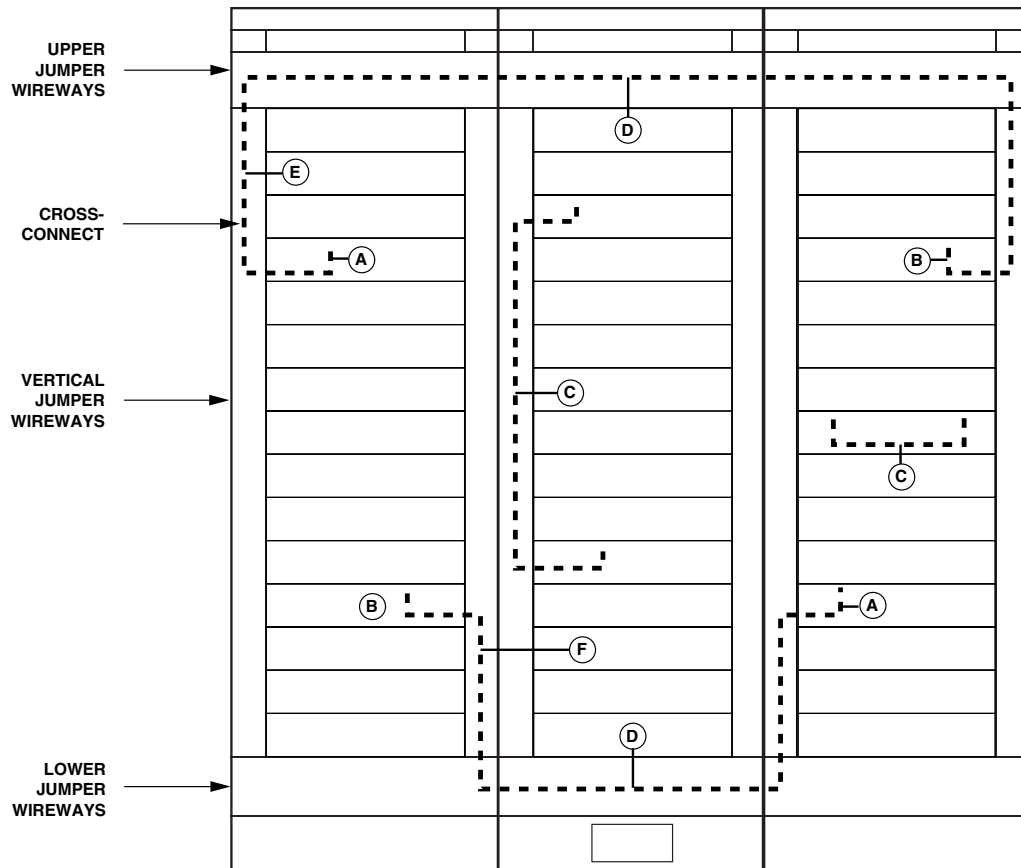 UPPER
JUMPER
WIREWAYS
D
E
CROSS-
CONNECT
A
B
VERTICAL
JUMPER
WIREWAYS
C
C
B
A
F
D
LOWER
JUMPER
WIREWAYS